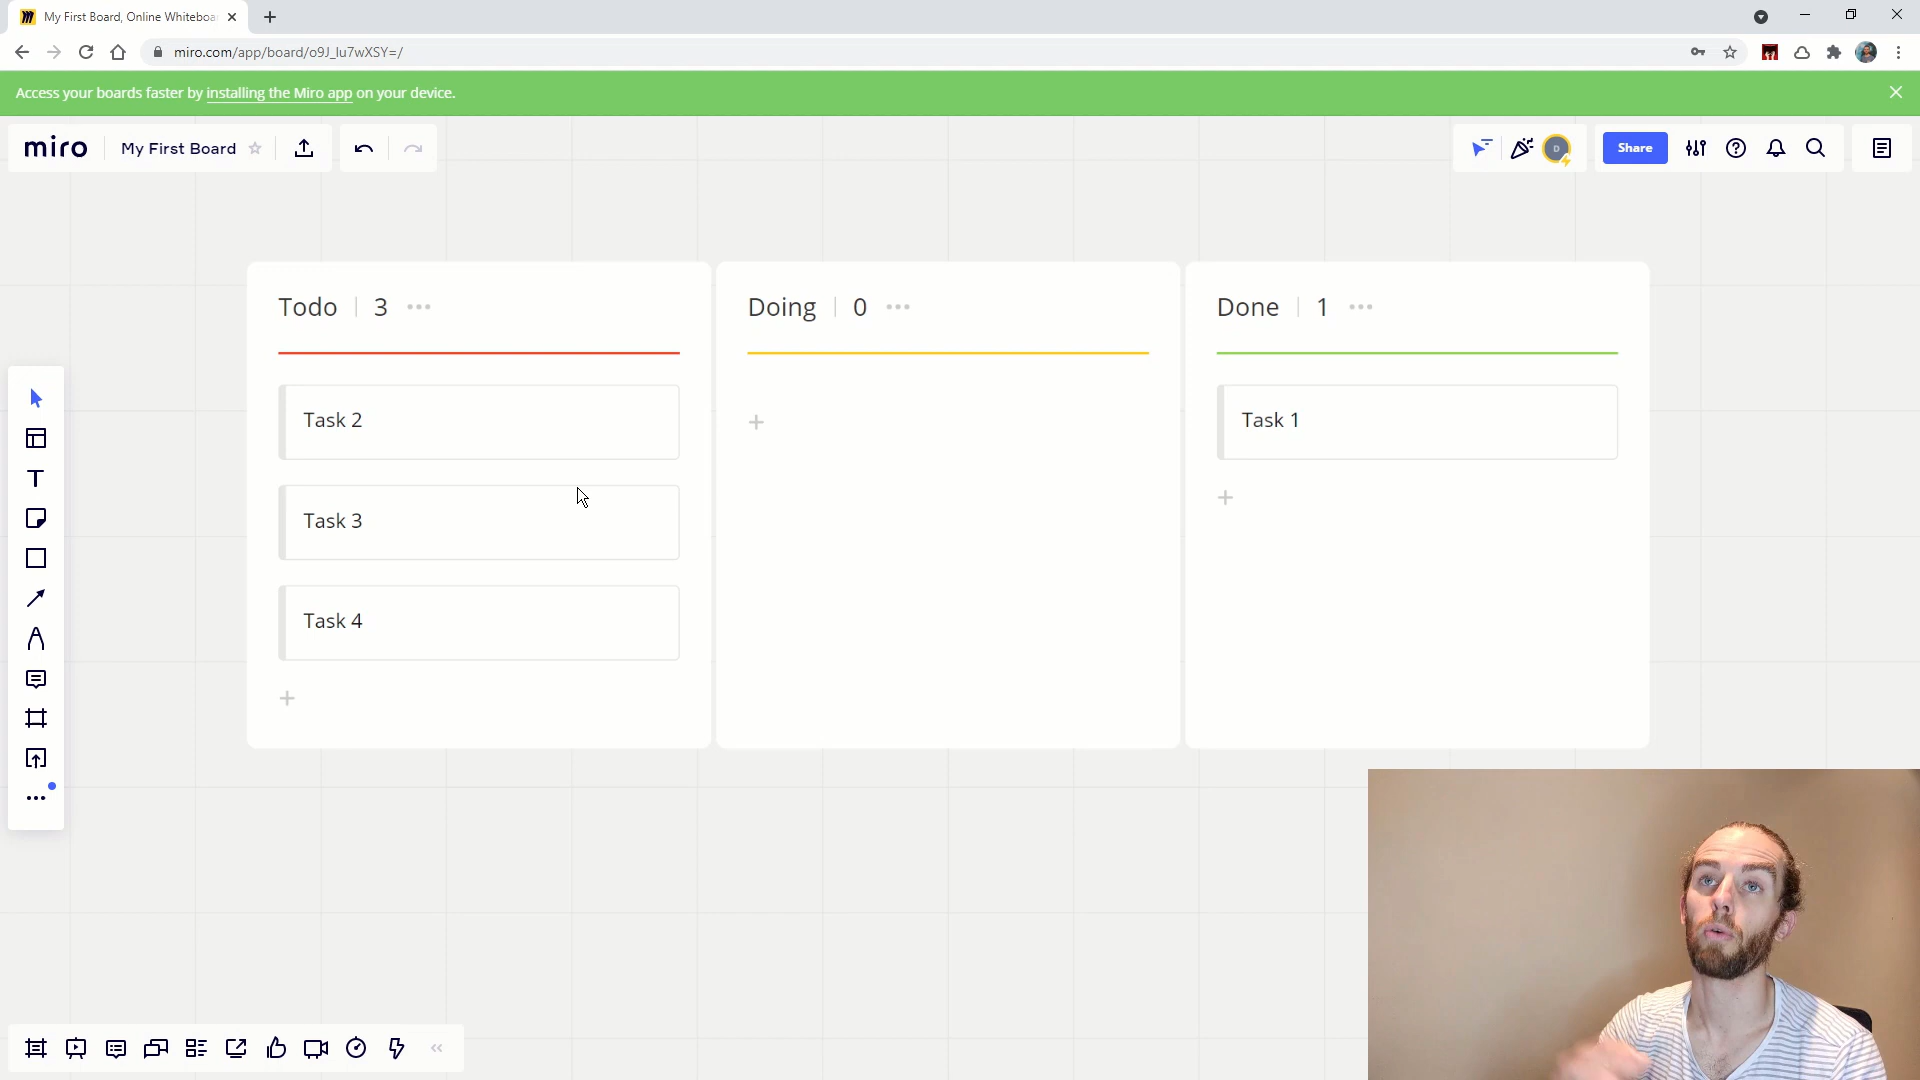 My First Board, Online Whiteboa
miro.com/app/board/o9J_lu7wXSY=/
Access your boards faster by installing the Miro app on your device.
miro
My First Board
D
Share
Todo | 3
Doing | 0
Done | 1
Task 2
Task 1
Task 3
Task 4